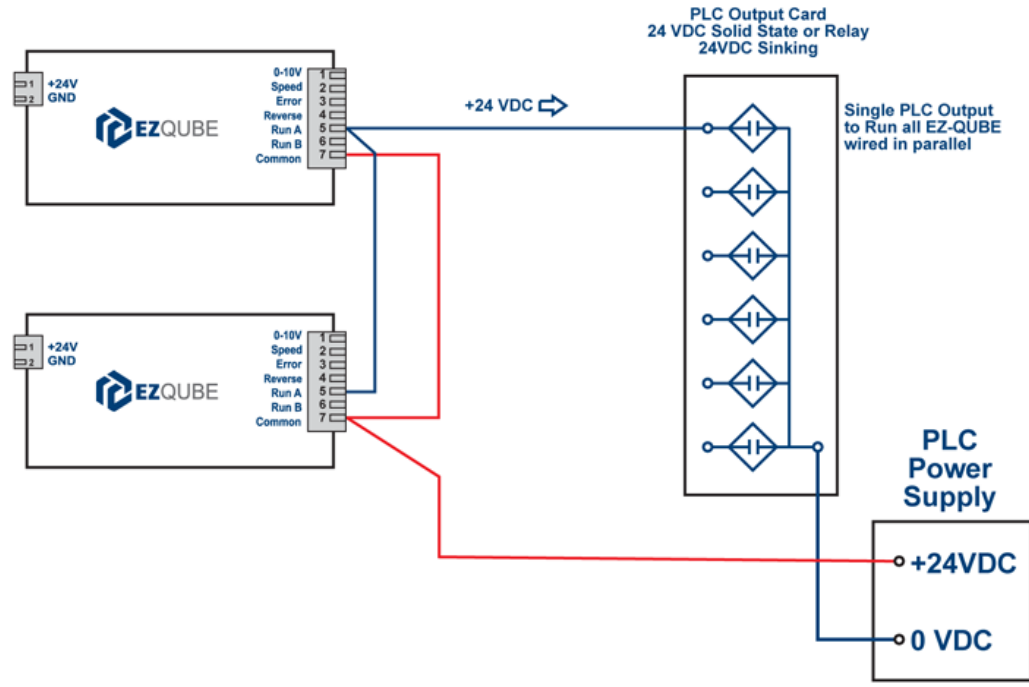 PLC Output Card
24 VDC Solid State or Relay
24VDC Sinking
1 +24V
2 GND
EZQUBE
0-10V 1
Speed 2
Error 3
Reverse 4
Run A 5
Run B 6
Common 7
+24 VDC
Single PLC Output
to Run all EZ-QUBE
wired in parallel
1 +24V
2 GND
EZQUBE
0-10V 1
Speed 2
Error 3
Reverse 4
Run A 5
Run B 6
Common 7
PLC
Power
Supply
+24VDC
0 VDC